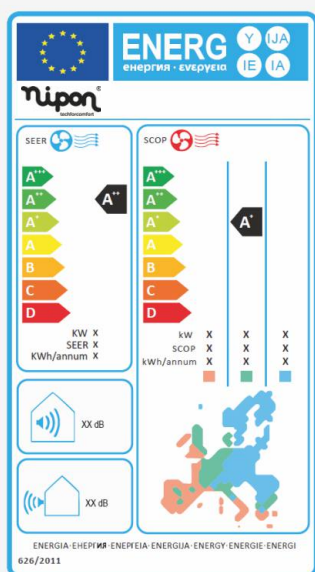 ENERG
енергия · ενεργεια
Y IJA
IE IA
nipon®
techforcomfort
SEER
A+++
A++
A+
A
B
C
D
A++
KW X
SEER X
KWh/annum X
SCOP
A+++
A++
A+
A
B
C
D
A+
kW X X X
SCOP X X X
kWh/annum X X X
XX dB
XX dB
ENERGIA·ЕНЕРГИЯ·ΕΝΕΡΓΕΙΑ·ENERGIJA·ENERGY·ENERGIE·ENERGI
626/2011